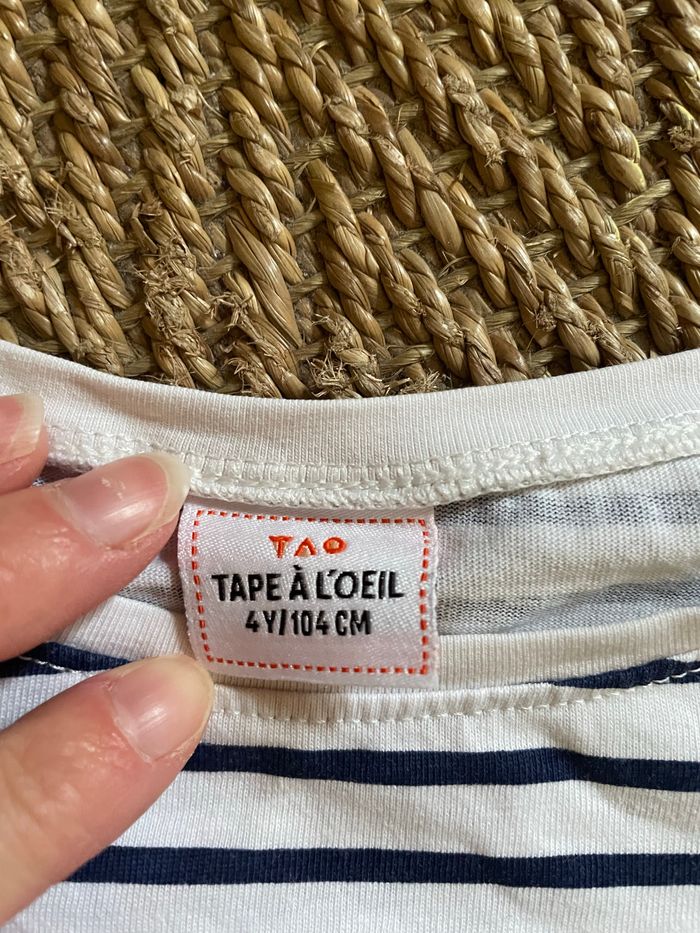 TAO
TAPE À L'OEIL
4Y/104 CM